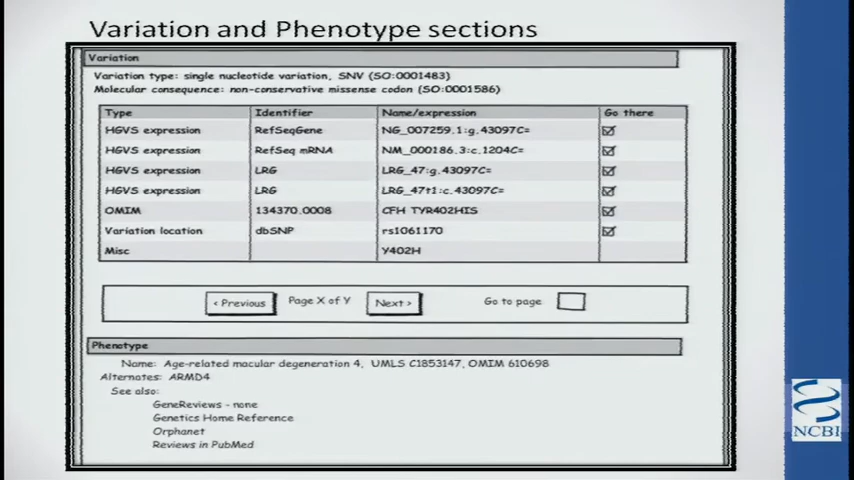 Variation and Phenotype sections
Variation
Variation type: single nucleotide variation, SNV (SO:0001483)
Molecular consequence: non-conservative missense codon (SO:0001586)
Type Identifier Name/expression Go there
HGVS expression RefSeqGene NG_007259.1:g.43097C=
HGVS expression RefSeq mRNA NM_000186.3:c.1204C=
HGVS expression LRG LRG_47:g.43097C=
HGVS expression LRG LRG_47t1:c.43097C=
OMIM 134370.0008 CFH TYR402HIS
Variation location dbSNP rs1061170
Misc Y402H
< Previous Page X of Y Next > Go to page
Phenotype
Name: Age-related macular degeneration 4, UMLS C1853147, OMIM 610698
Alternates: ARMD4
See also:
GeneReviews - none
Genetics Home Reference
Orphanet
Reviews in PubMed
NCBI